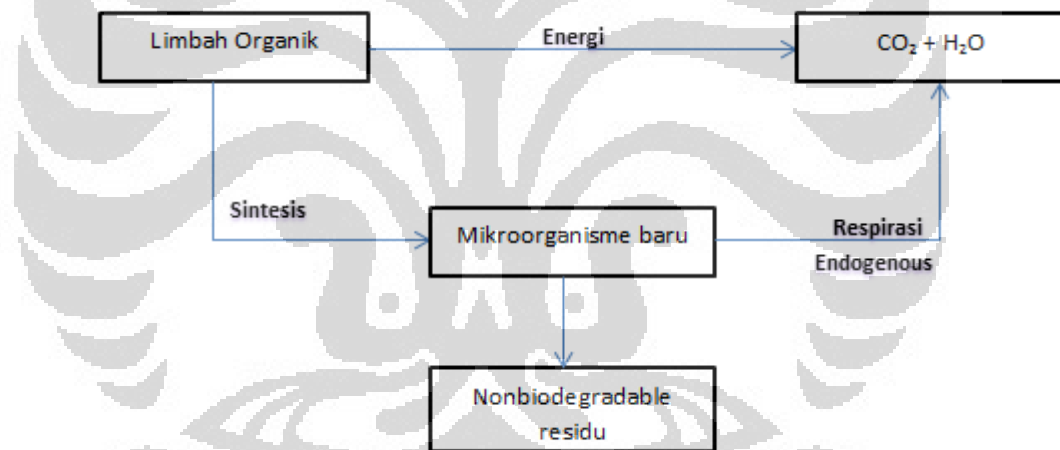 Limbah Organik
Energi
CO₂ + H₂O
Sintesis
Mikroorganisme baru
Respirasi
Endogenous
Nonbiodegradable
residu